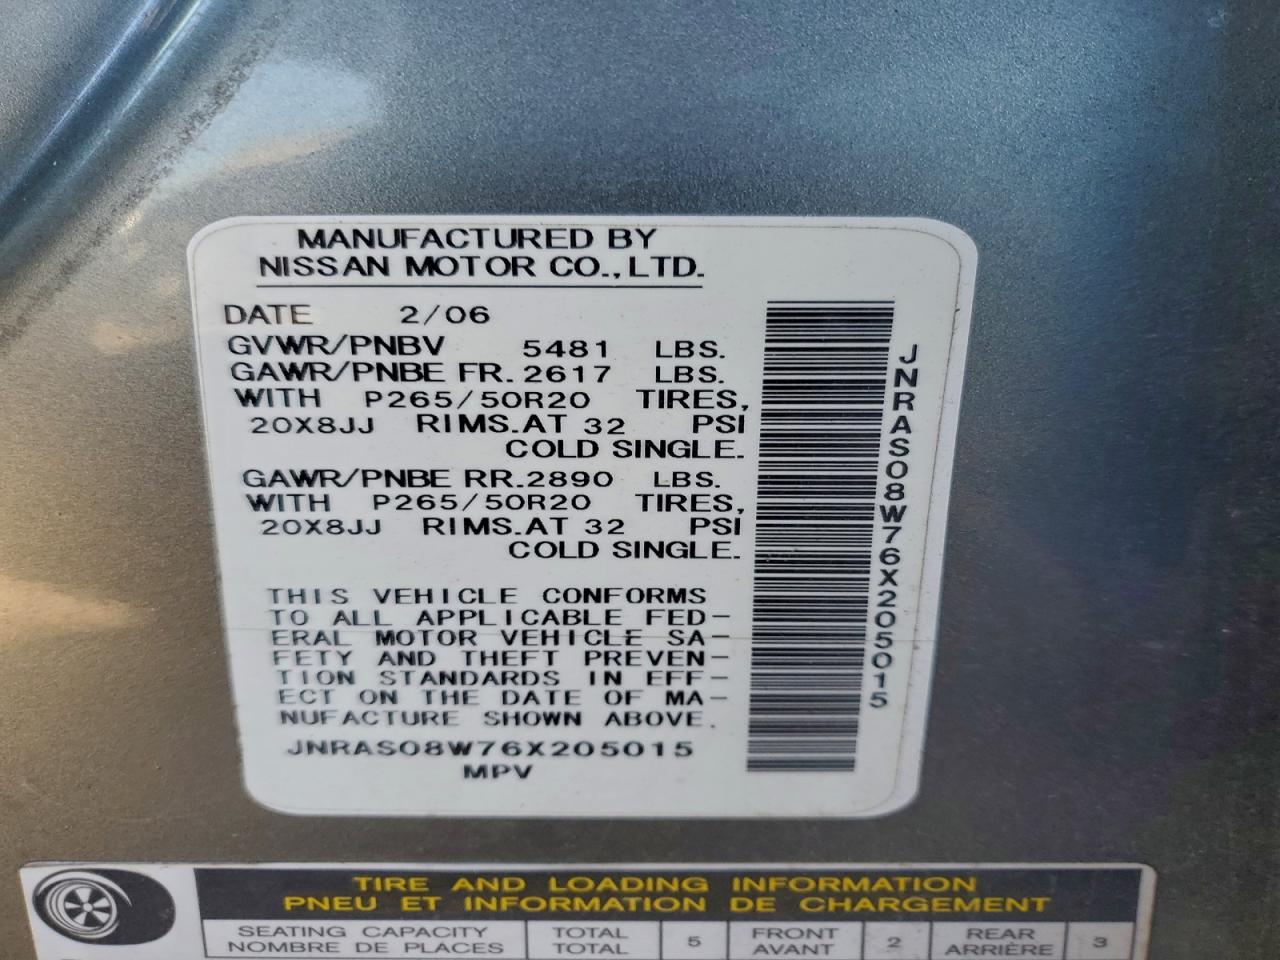 MANUFACTURED BY
NISSAN MOTOR CO.,LTD.
DATE 2/06
GVWR/PNBV 5481 LBS.
GAWR/PNBE FR. 2617 LBS.
WITH P265/50R20 TIRES,
20X8JJ RIMS.AT 32 PSI
COLD SINGLE.
GAWR/PNBE RR. 2890 LBS.
WITH P265/50R20 TIRES,
20X8JJ RIMS.AT 32 PSI
COLD SINGLE.
THIS VEHICLE CONFORMS
TO ALL APPLICABLE FED-
ERAL MOTOR VEHICLE SA-
FETY AND THEFT PREVEN-
TION STANDARDS IN EFF-
ECT ON THE DATE OF MA-
NUFACTURE SHOWN ABOVE.
JNRAS08W76X205015
MPV
JNRAS08W76X205015
TIRE AND LOADING INFORMATION
PNEU ET INFORMATION DE CHARGEMENT
SEATING CAPACITY TOTAL 5 FRONT 2 REAR 3
NOMBRE DE PLACES TOTAL AVANT ARRIÈRE